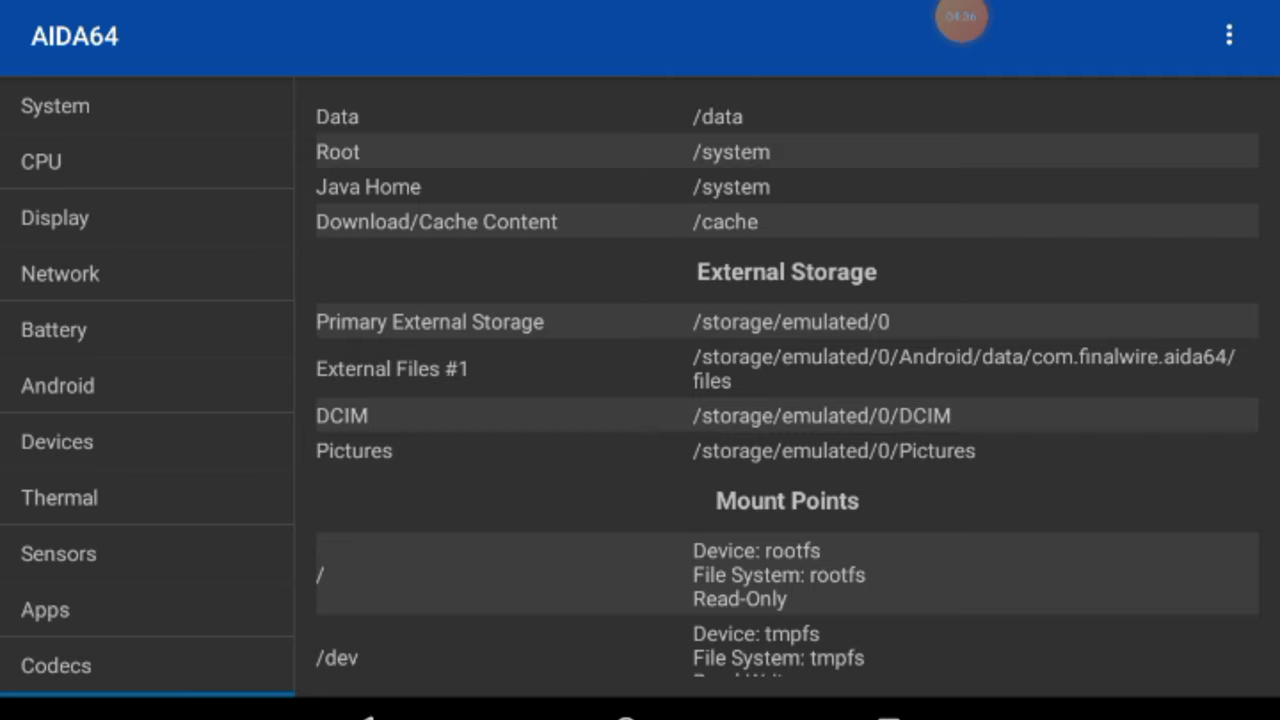 AIDA64
04:36
System
CPU
Display
Network
Battery
Android
Devices
Thermal
Sensors
Apps
Codecs
Data /data
Root /system
Java Home /system
Download/Cache Content /cache
External Storage
Primary External Storage /storage/emulated/0
External Files #1 /storage/emulated/0/Android/data/com.finalwire.aida64/
files
DCIM /storage/emulated/0/DCIM
Pictures /storage/emulated/0/Pictures
Mount Points
/ Device: rootfs
File System: rootfs
Read-Only
/dev Device: tmpfs
File System: tmpfs